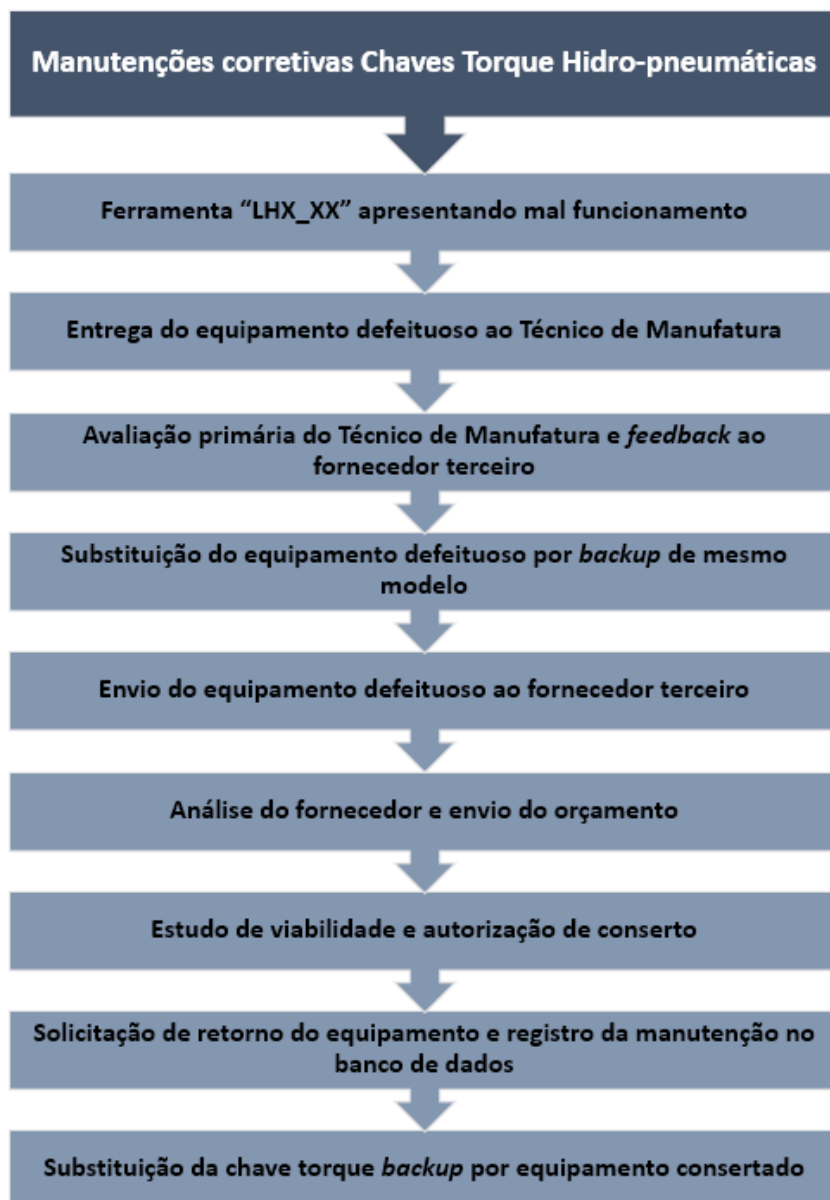 Manutenções corretivas Chaves Torque Hidro-pneumáticas
Ferramenta “LHX_XX” apresentando mal funcionamento
Entrega do equipamento defeituoso ao Técnico de Manufatura
Avaliação primária do Técnico de Manufatura e feedback ao
fornecedor terceiro
Substituição do equipamento defeituoso por backup de mesmo
modelo
Envio do equipamento defeituoso ao fornecedor terceiro
Análise do fornecedor e envio do orçamento
Estudo de viabilidade e autorização de conserto
Solicitação de retorno do equipamento e registro da manutenção no
banco de dados
Substituição da chave torque backup por equipamento consertado